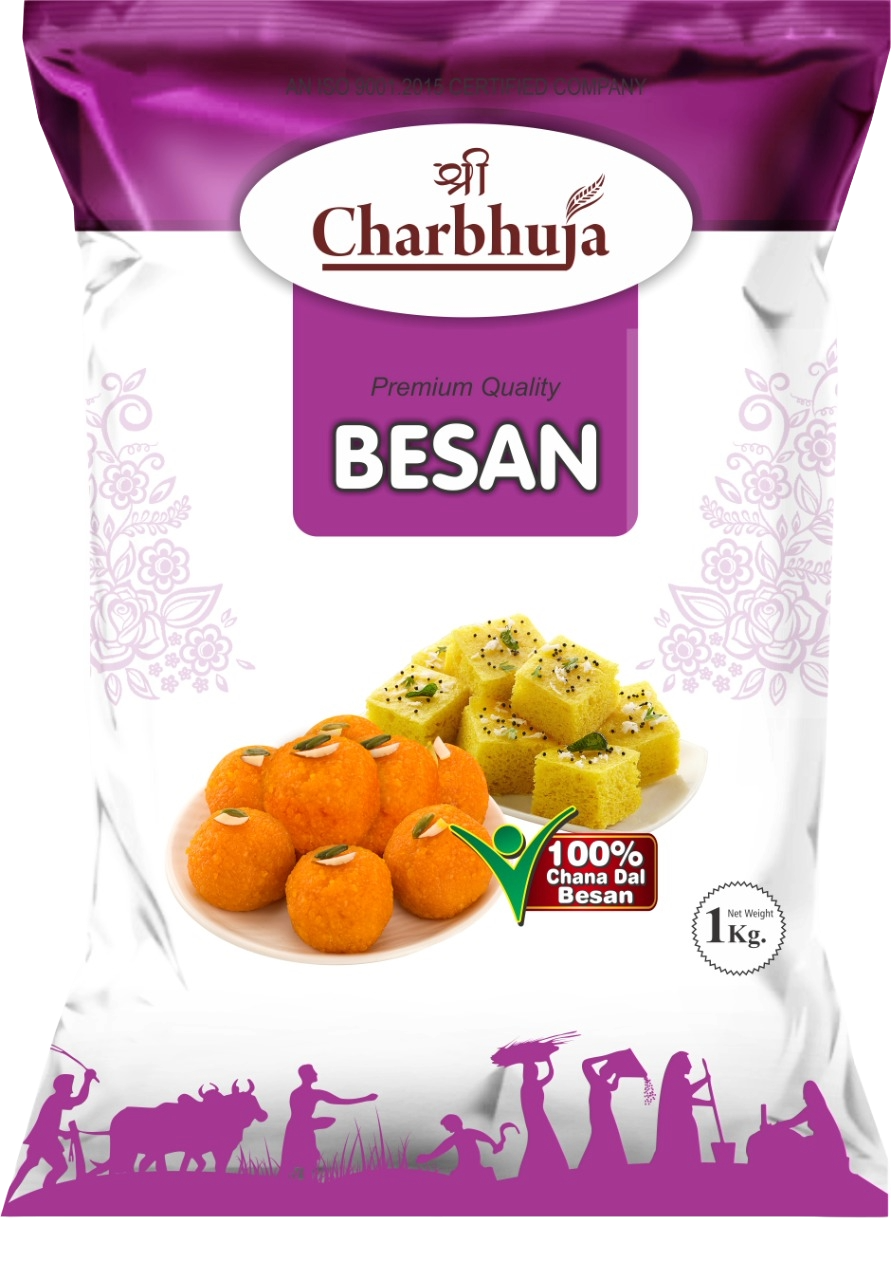 AN ISO 9001:2015 CERTIFIED COMPANY
श्री
Charbhuja
Premium Quality
BESAN
100%
Chana Dal
Besan
Net Weight
1Kg.